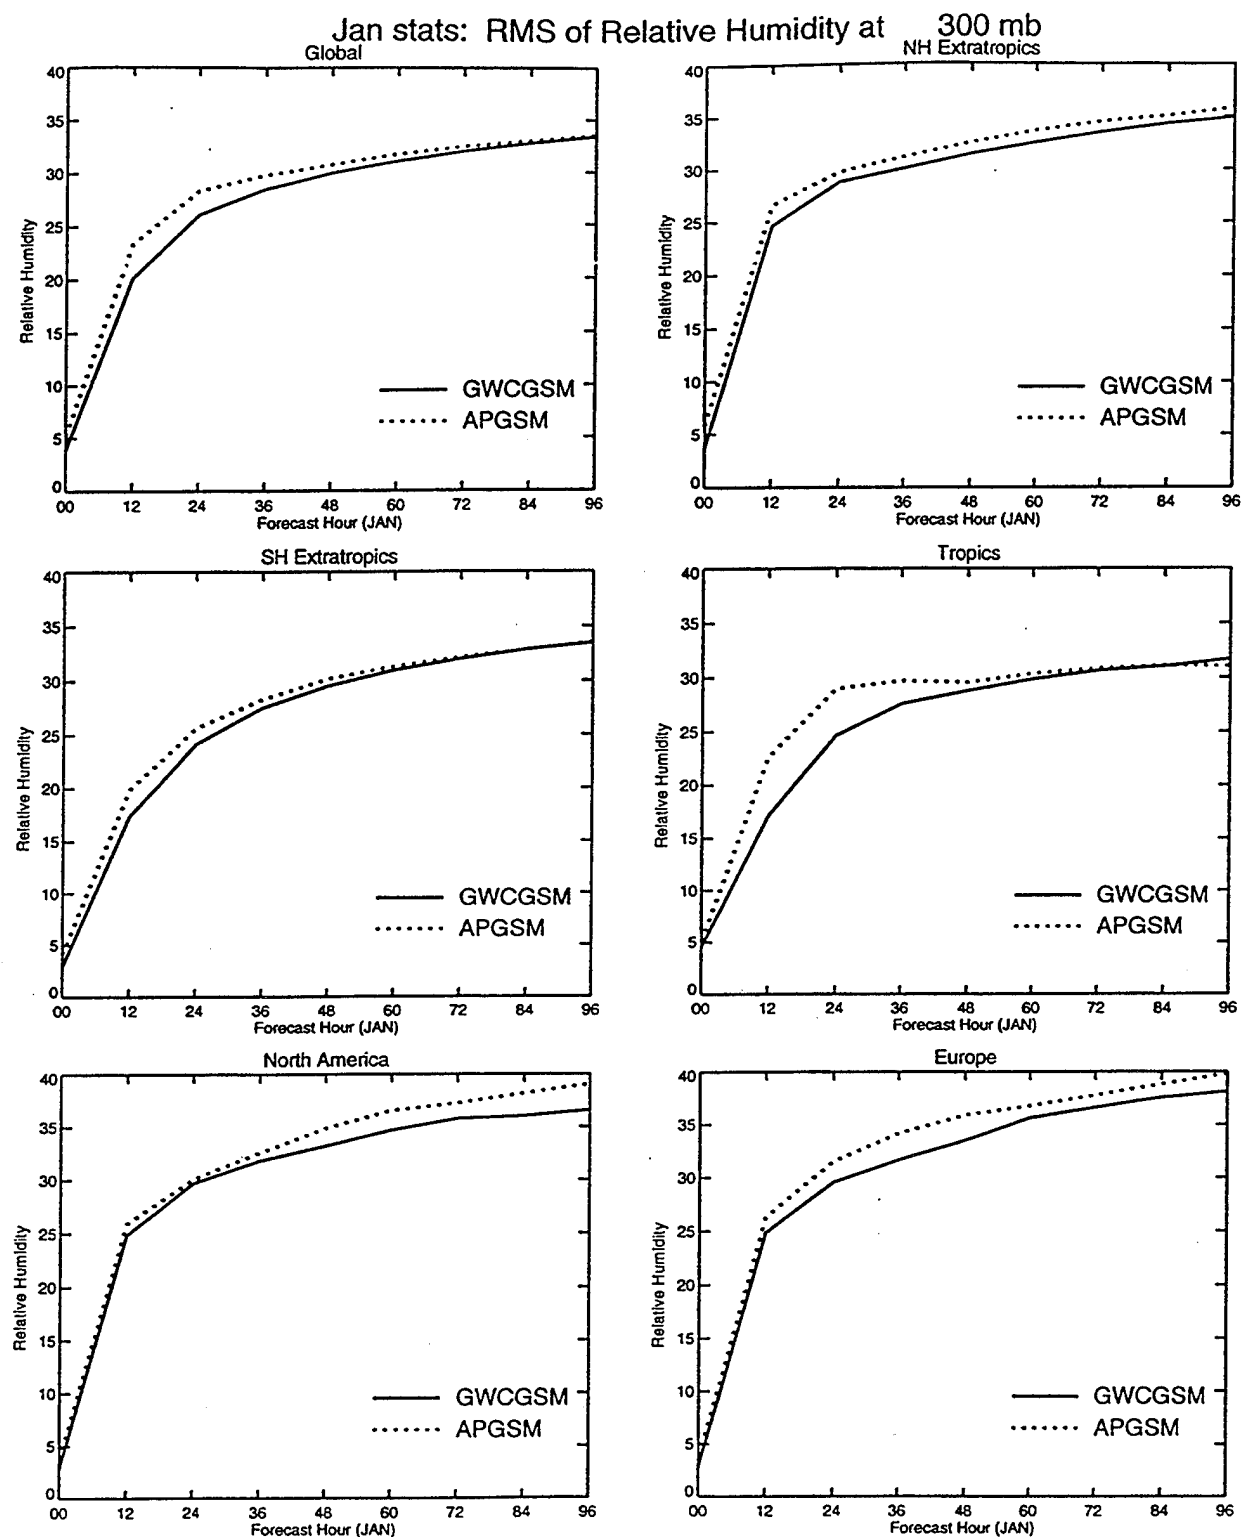 Jan stats: RMS of Relative Humidity at 300 mb
Global
40
35
30
25
20
15
10
5
0
Relative Humidity
GWCGSM
APGSM
00 12 24 36 48 60 72 84 96
Forecast Hour (JAN)
NH Extratropics
40
35
30
25
20
15
10
5
0
Relative Humidity
GWCGSM
APGSM
00 12 24 36 48 60 72 84 96
Forecast Hour (JAN)
SH Extratropics
40
35
30
25
20
15
10
5
0
Relative Humidity
GWCGSM
APGSM
00 12 24 36 48 60 72 84 96
Forecast Hour (JAN)
Tropics
40
35
30
25
20
15
10
5
0
Relative Humidity
GWCGSM
APGSM
00 12 24 36 48 60 72 84 96
Forecast Hour (JAN)
North America
40
35
30
25
20
15
10
5
0
Relative Humidity
GWCGSM
APGSM
00 12 24 36 48 60 72 84 96
Forecast Hour (JAN)
Europe
40
35
30
25
20
15
10
5
0
Relative Humidity
GWCGSM
APGSM
00 12 24 36 48 60 72 84 96
Forecast Hour (JAN)